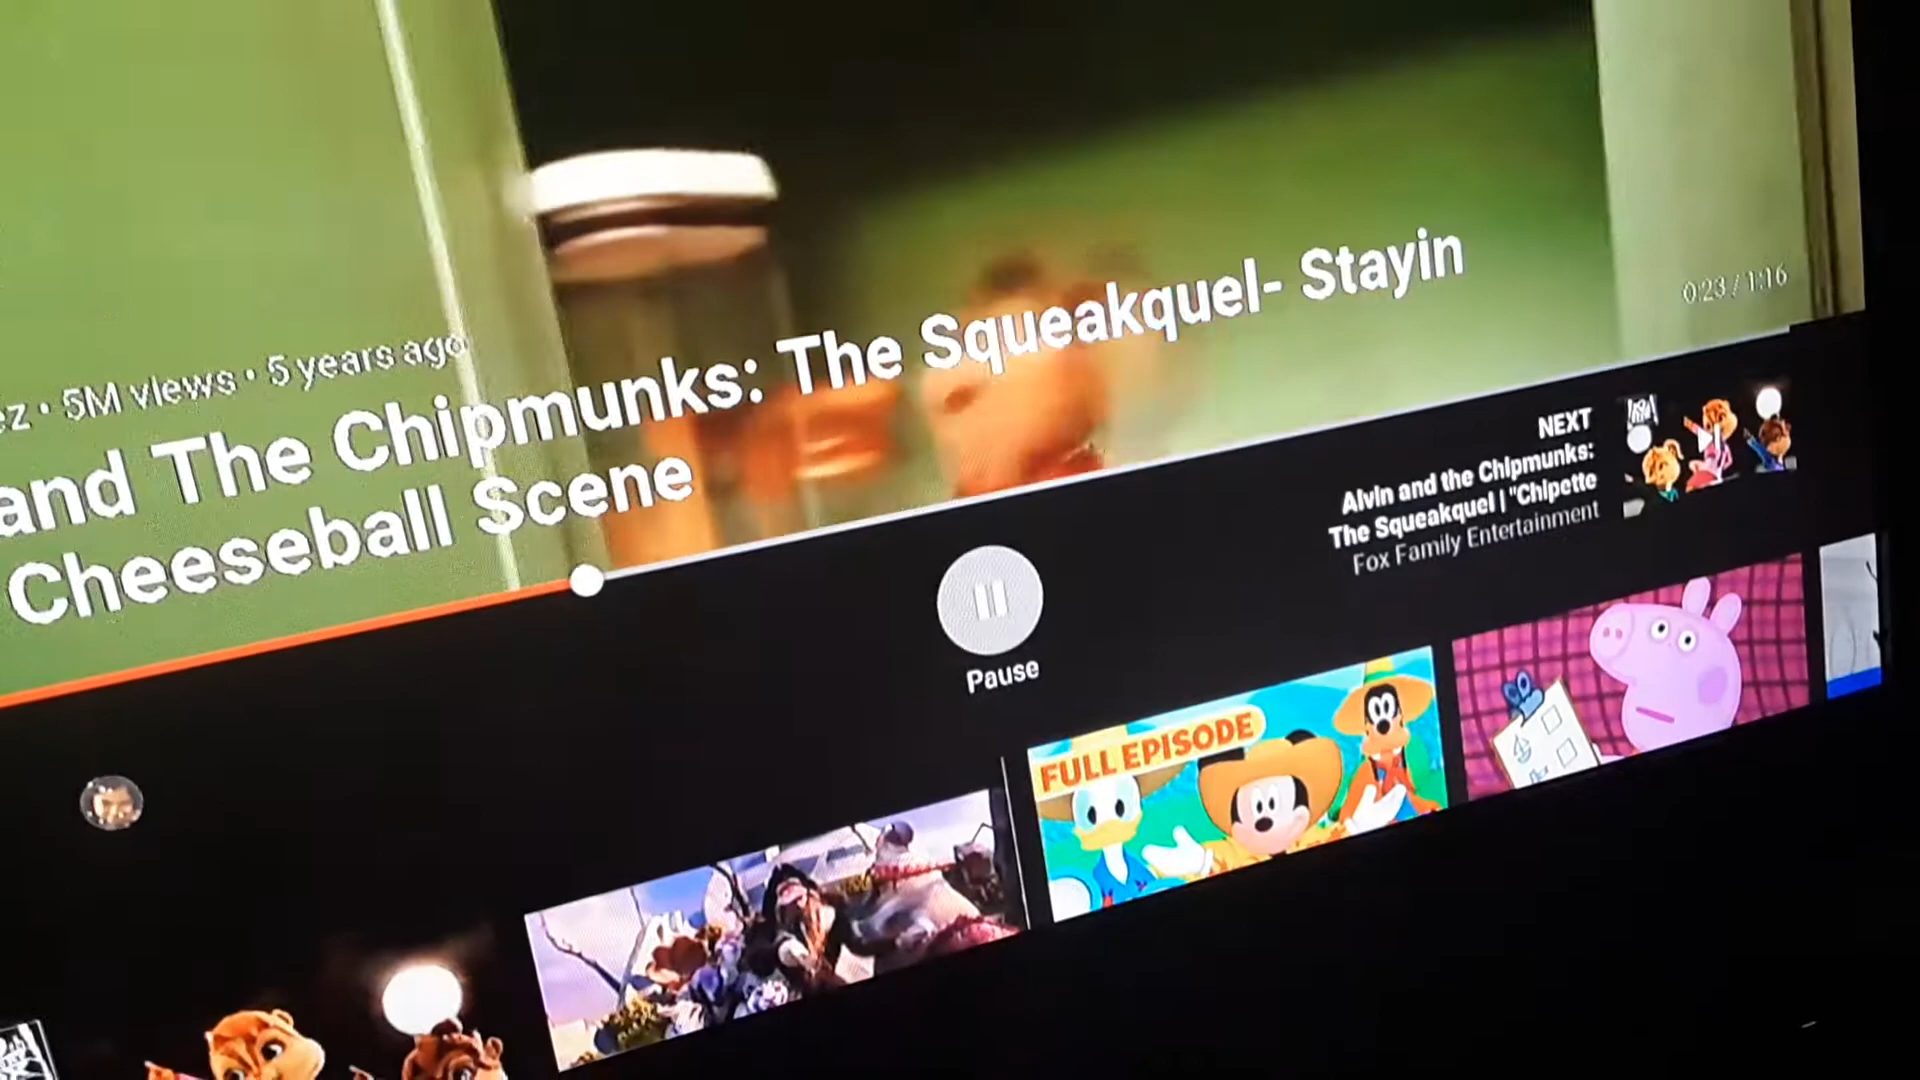 ez • 5M views • 5 years ago
and The Chipmunks: The Squeakquel- Stayin
Cheeseball Scene
0:23 / 1:16
NEXT
Alvin and the Chipmunks:
The Squeakquel | "Chipette
Fox Family Entertainment
Pause
FULL EPISODE